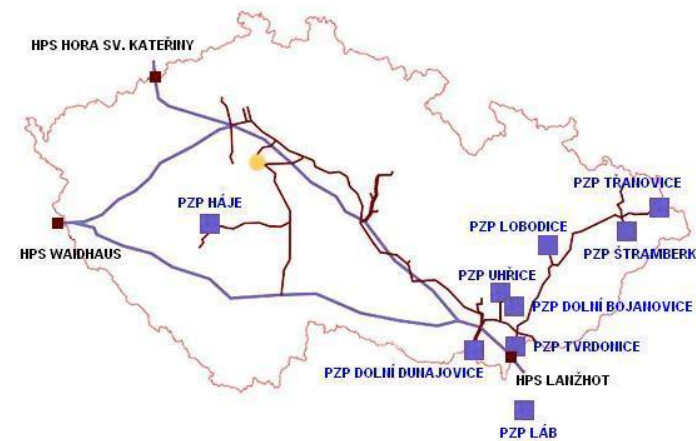 HPS HORA SV. KATEŘINY
PZP TŘANOVICE
PZP HÁJE
PZP LOBODICE
HPS WAIDHAUS
PZP ŠTRAMBERK
PZP UHŘICE
PZP DOLNÍ BOJANOVICE
PZP TVRDONICE
PZP DOLNÍ DUNAJOVICE
HPS LANŽHOT
PZP LÁB